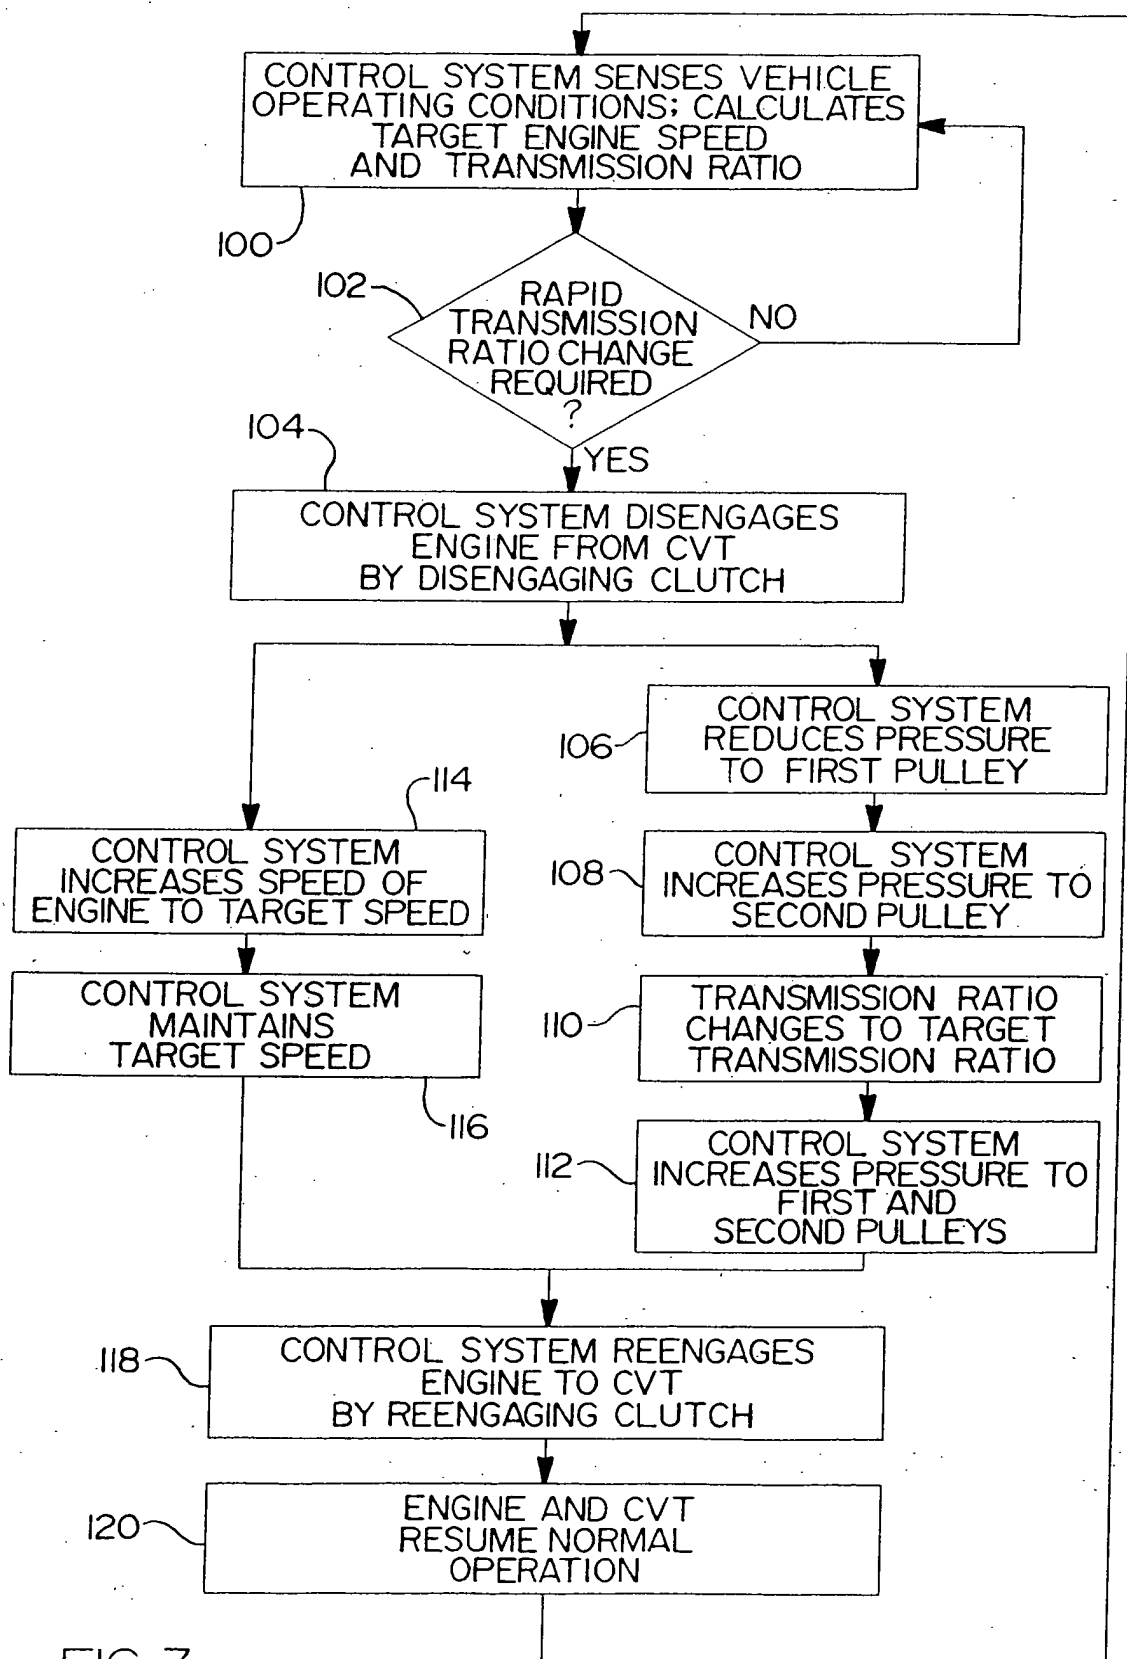 CONTROL SYSTEM SENSES VEHICLE
OPERATING CONDITIONS; CALCULATES
TARGET ENGINE SPEED
AND TRANSMISSION RATIO
100
102
RAPID
TRANSMISSION
RATIO CHANGE
REQUIRED
?
NO
YES
104
CONTROL SYSTEM DISENGAGES
ENGINE FROM CVT
BY DISENGAGING CLUTCH
106
CONTROL SYSTEM
REDUCES PRESSURE
TO FIRST PULLEY
114
CONTROL SYSTEM
INCREASES SPEED OF
ENGINE TO TARGET SPEED
108
CONTROL SYSTEM
INCREASES PRESSURE TO
SECOND PULLEY
CONTROL SYSTEM
MAINTAINS
TARGET SPEED
116
110
TRANSMISSION RATIO
CHANGES TO TARGET
TRANSMISSION RATIO
112
CONTROL SYSTEM
INCREASES PRESSURE TO
FIRST AND
SECOND PULLEYS
118
CONTROL SYSTEM REENGAGES
ENGINE TO CVT
BY REENGAGING CLUTCH
120
ENGINE AND CVT
RESUME NORMAL
OPERATION